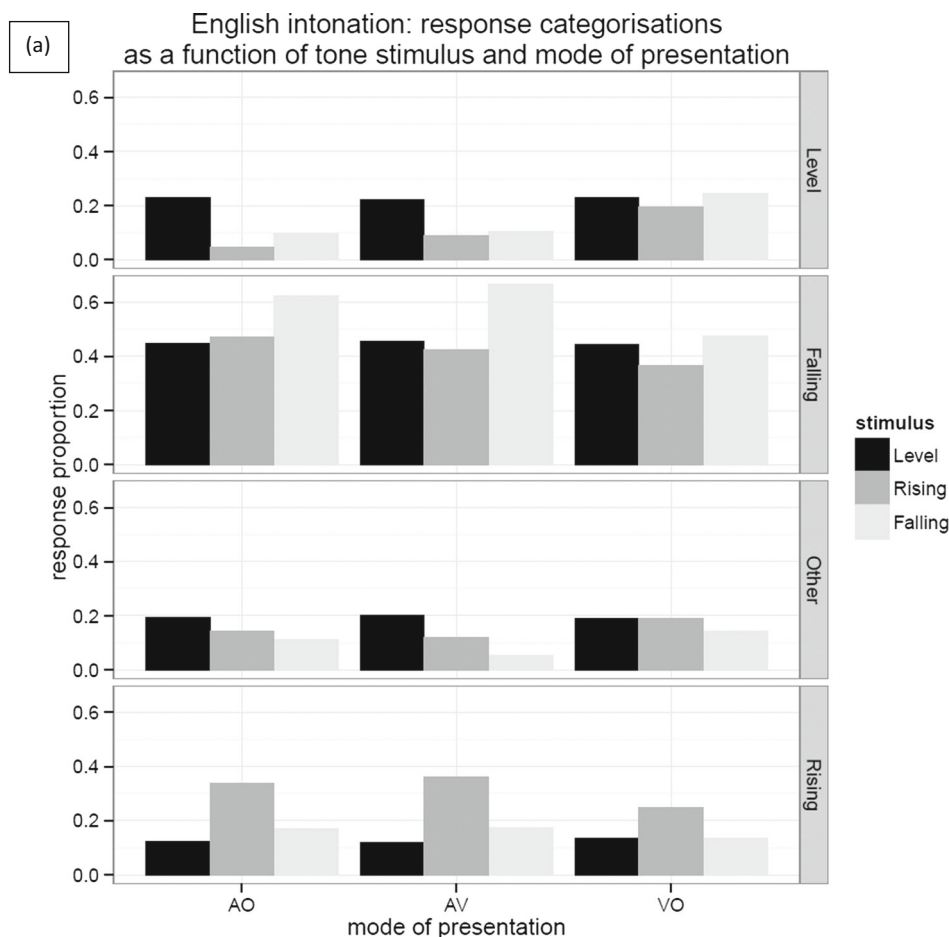 (a)
English intonation: response categorisations
as a function of tone stimulus and mode of presentation
response proportion
0.6
0.4
0.2
0.0
Level
0.6
0.4
0.2
0.0
Falling
0.6
0.4
0.2
0.0
Other
0.6
0.4
0.2
0.0
Rising
AO AV VO
mode of presentation
stimulus
Level
Rising
Falling